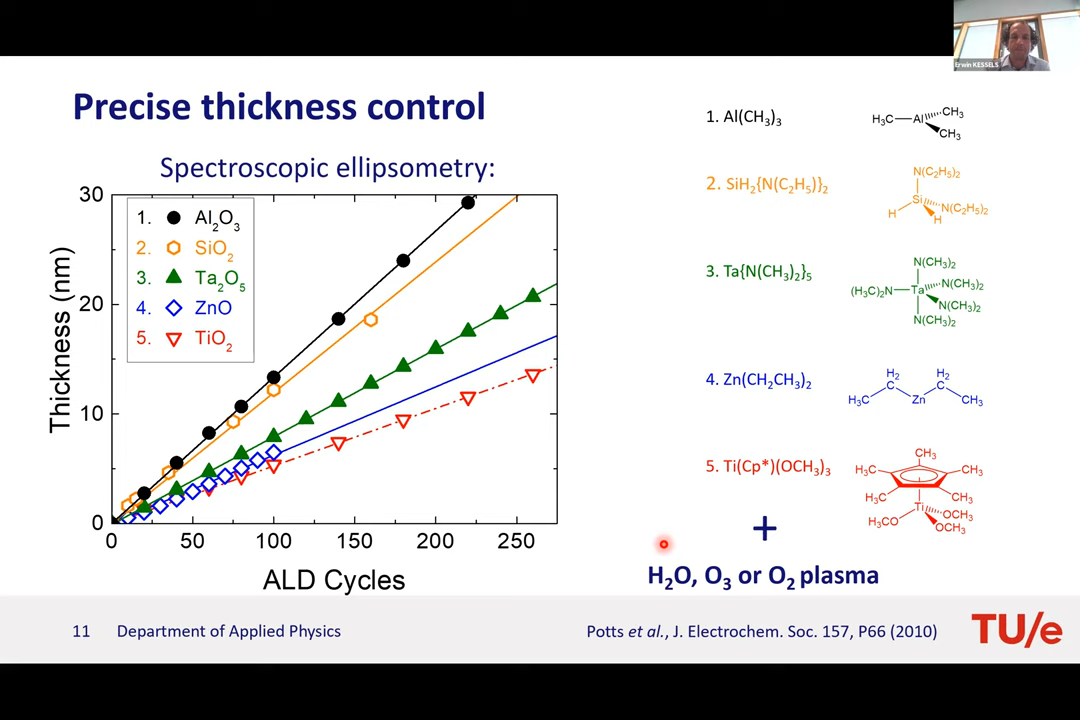 Erwin KESSELS
Precise thickness control
Spectroscopic ellipsometry:
30
20
10
0
Thickness (nm)
1. Al₂O₃
2. SiO₂
3. Ta₂O₅
4. ZnO
5. TiO₂
0 50 100 150 200 250
ALD Cycles
1. Al(CH₃)₃
H₃C Al CH₃
CH₃
2. SiH₂{N(C₂H₅)}₂
N(C₂H₅)₂
Si
H N(C₂H₅)₂
H
3. Ta{N(CH₃)₂}₅
N(CH₃)₂
(H₃C)₂N Ta N(CH₃)₂
N(CH₃)₂
N(CH₃)₂
4. Zn(CH₂CH₃)₂
H₂ H₂
C C
H₃C Zn CH₃
5. Ti(Cp*)(OCH₃)₃
CH₃
H₃C CH₃
H₃C CH₃
Ti
H₃CO OCH₃
OCH₃
+
H₂O, O₃ or O₂ plasma
11 Department of Applied Physics
Potts et al., J. Electrochem. Soc. 157, P66 (2010)
TU/e